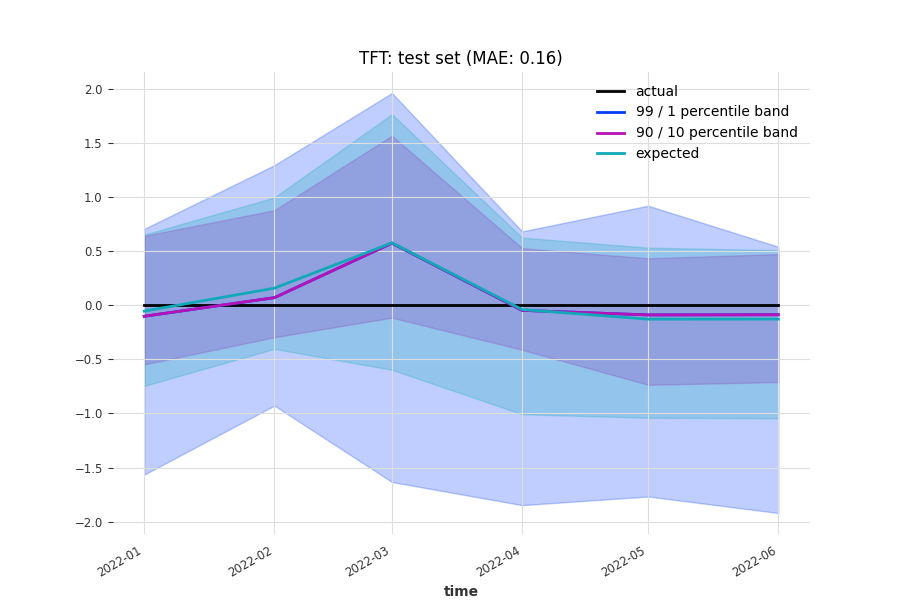 TFT: test set (MAE: 0.16)
actual
99 / 1 percentile band
90 / 10 percentile band
expected
2.0
1.5
1.0
0.5
0.0
−0.5
−1.0
−1.5
−2.0
2022-01
2022-02
2022-03
2022-04
2022-05
2022-06
time